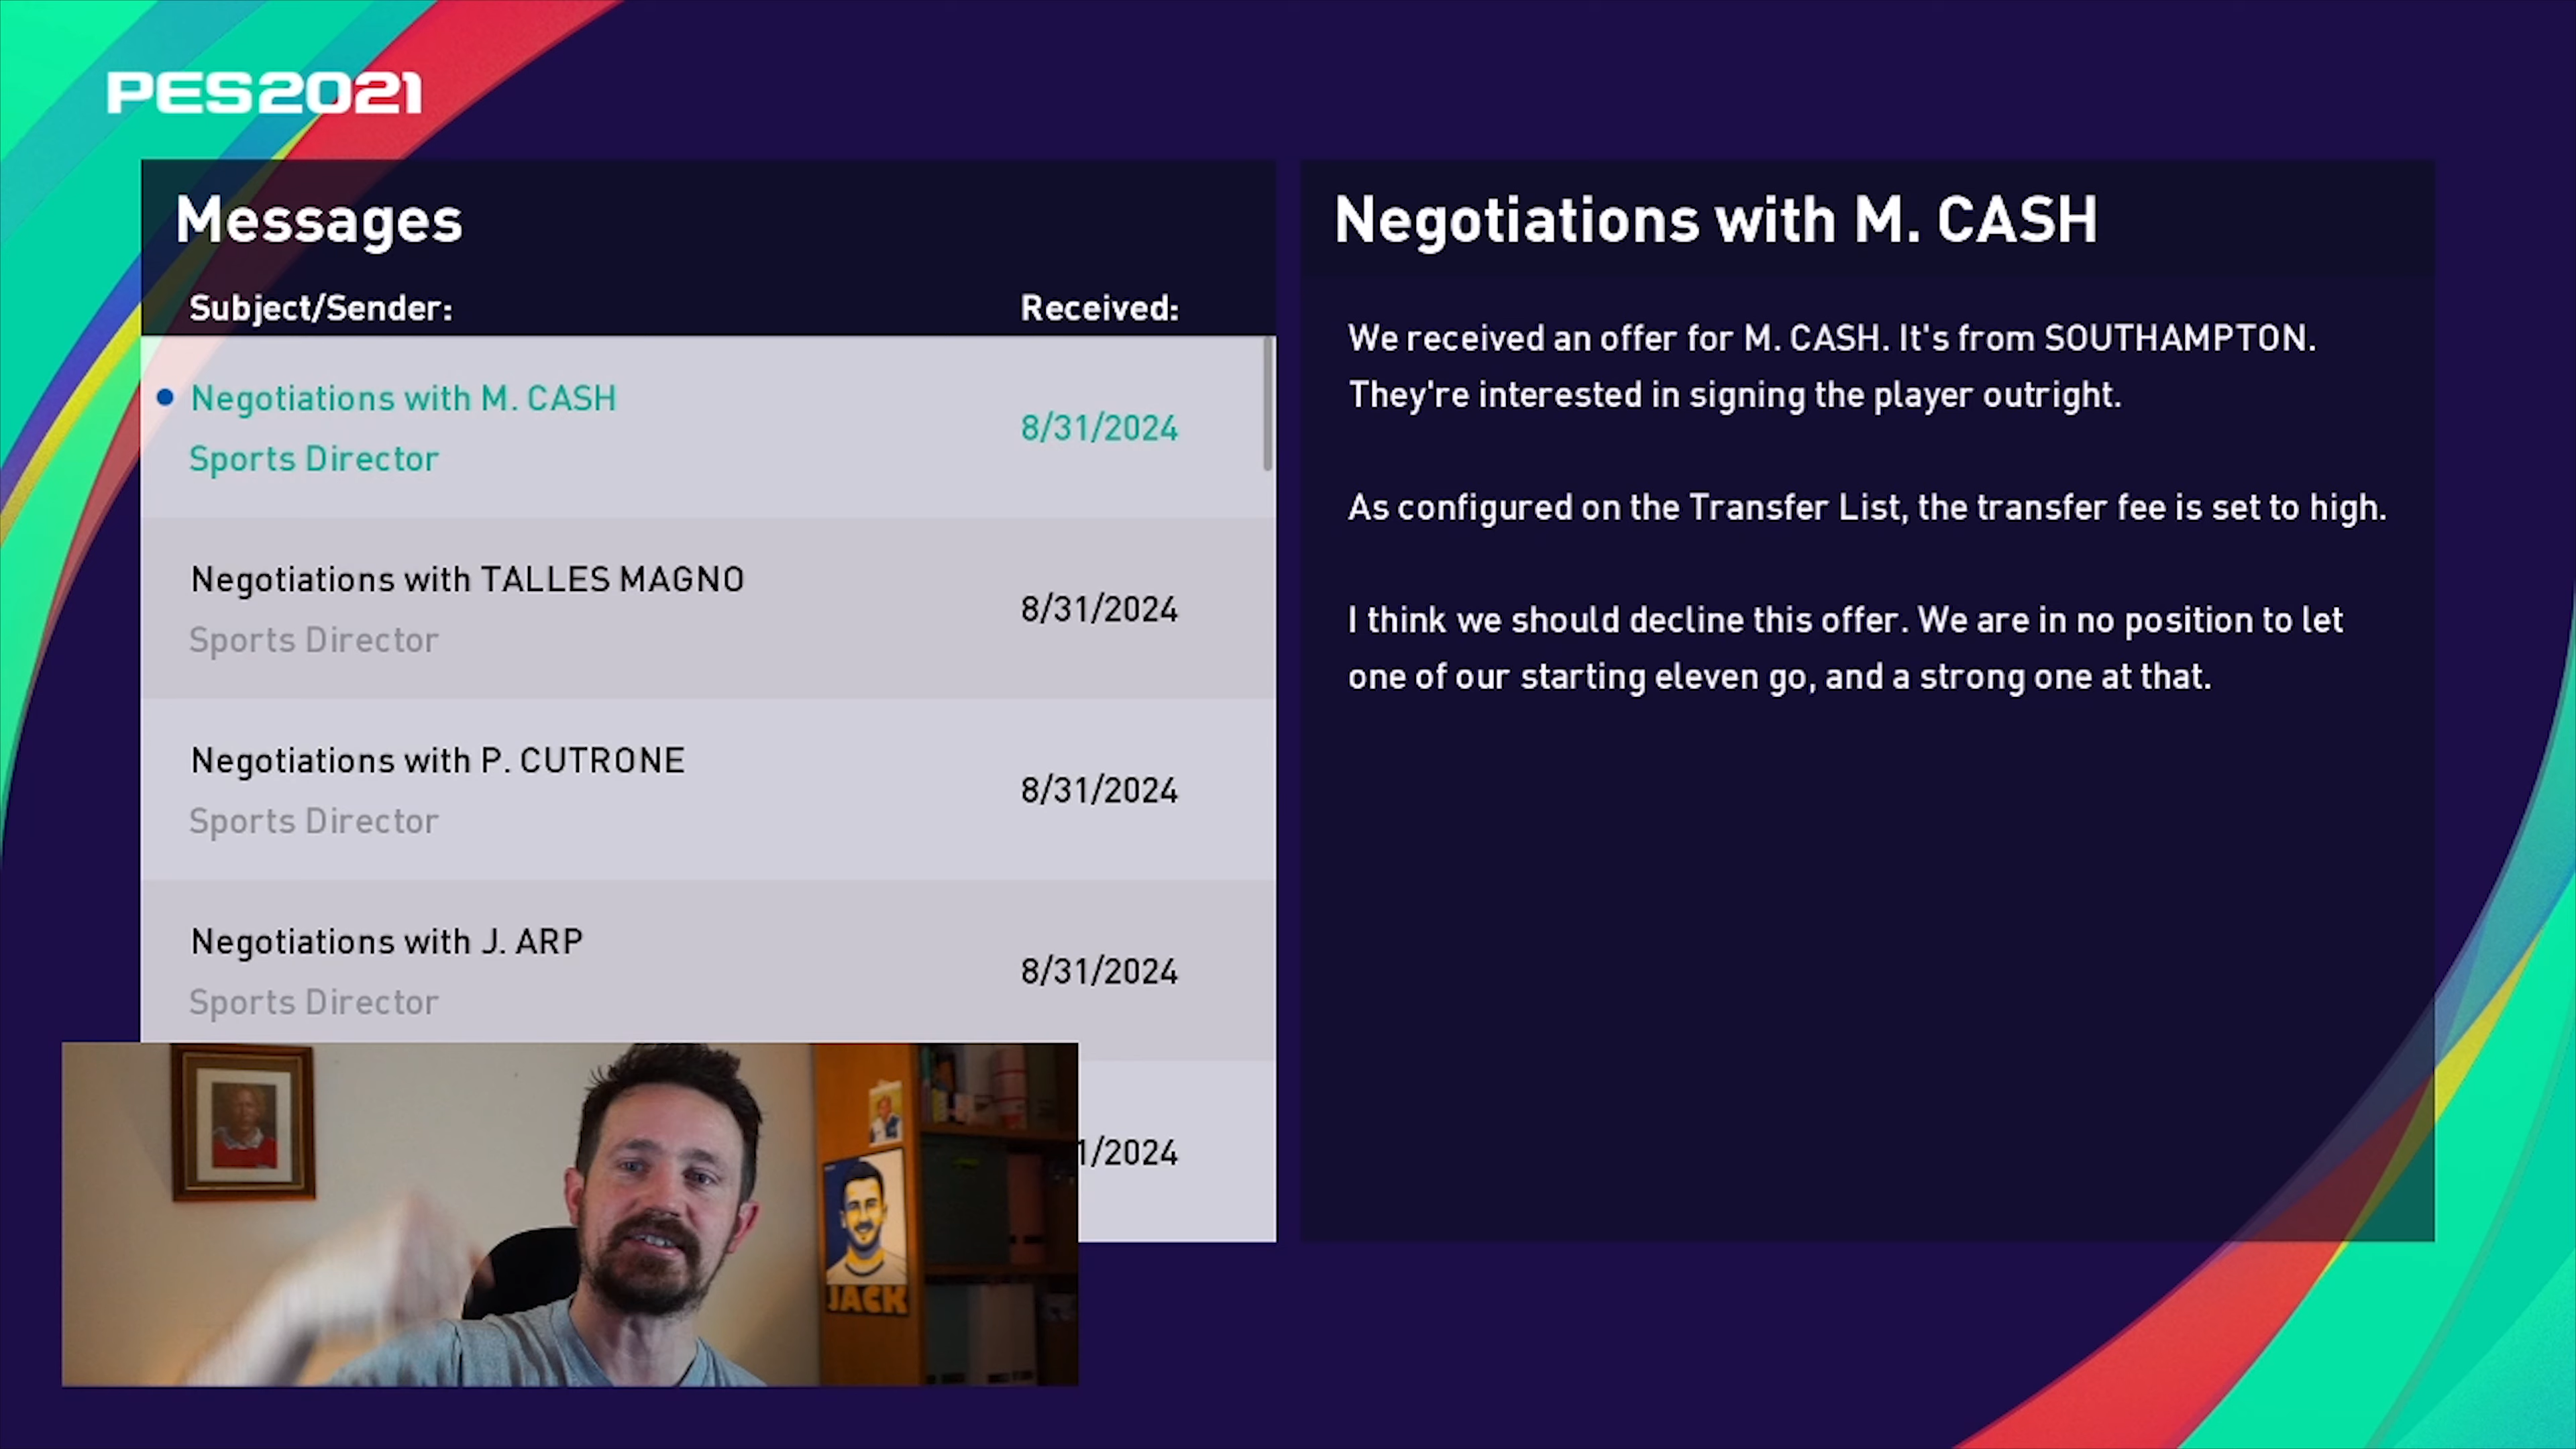 PES2021
Messages
Subject/Sender:
Received:
Negotiations with M. CASH
8/31/2024
Sports Director
Negotiations with TALLES MAGNO
8/31/2024
Sports Director
Negotiations with P. CUTRONE
8/31/2024
Sports Director
Negotiations with J. ARP
8/31/2024
Sports Director
1/2024
Negotiations with M. CASH
We received an offer for M. CASH. It's from SOUTHAMPTON.
They're interested in signing the player outright.
As configured on the Transfer List, the transfer fee is set to high.
I think we should decline this offer. We are in no position to let
one of our starting eleven go, and a strong one at that.
JACK